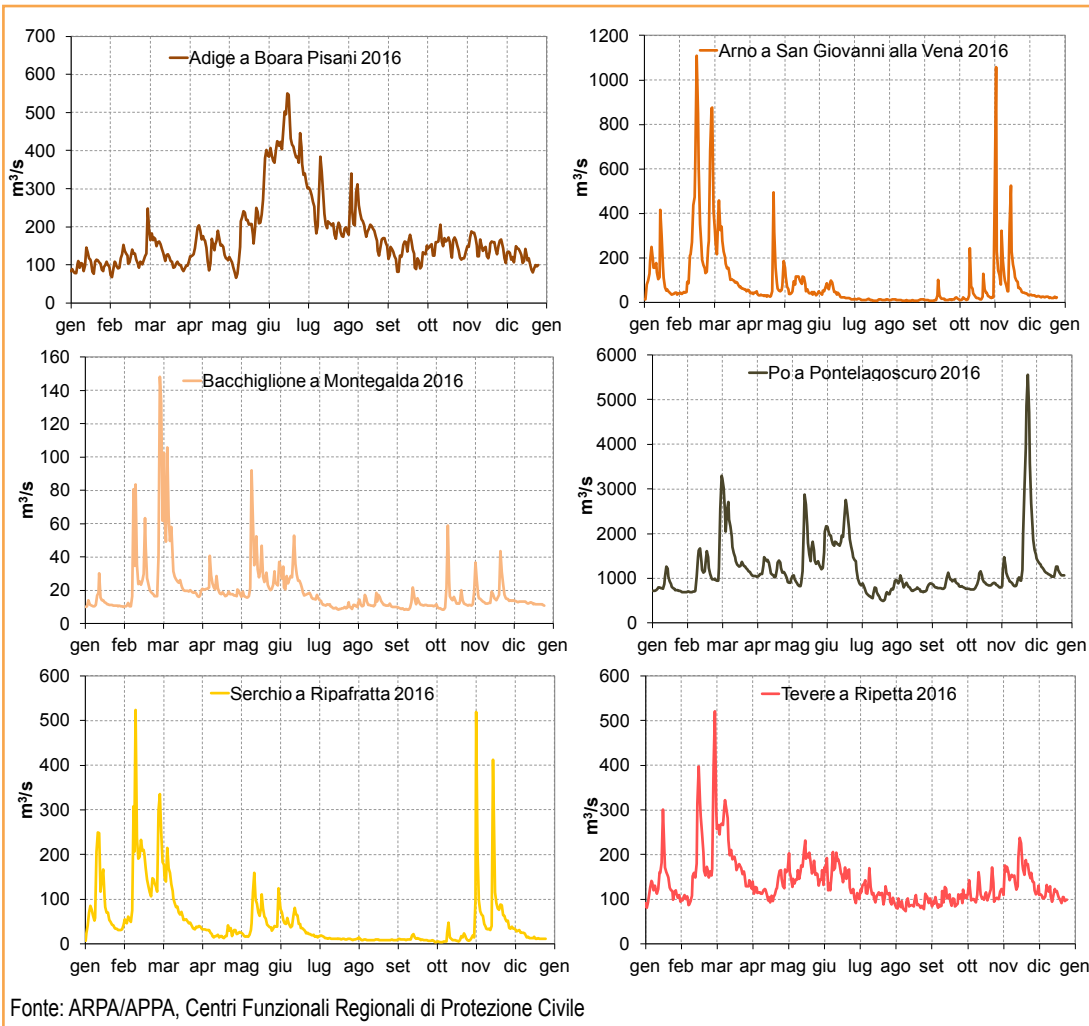 Adige a Boara Pisani 2016
700
600
500
400
300
200
100
0
m³/s
gen feb mar apr mag giu lug ago set ott nov dic gen
Arno a San Giovanni alla Vena 2016
1200
1000
800
600
400
200
0
m³/s
gen feb mar apr mag giu lug ago set ott nov dic gen
Bacchiglione a Montegalda 2016
160
140
120
100
80
60
40
20
0
m³/s
gen feb mar apr mag giu lug ago set ott nov dic gen
Po a Pontelagoscuro 2016
6000
5000
4000
3000
2000
1000
0
m³/s
gen feb mar apr mag giu lug ago set ott nov dic gen
Serchio a Ripafratta 2016
600
500
400
300
200
100
0
m³/s
gen feb mar apr mag giu lug ago set ott nov dic gen
Tevere a Ripetta 2016
600
500
400
300
200
100
0
m³/s
gen feb mar apr mag giu lug ago set ott nov dic gen
Fonte: ARPA/APPA, Centri Funzionali Regionali di Protezione Civile